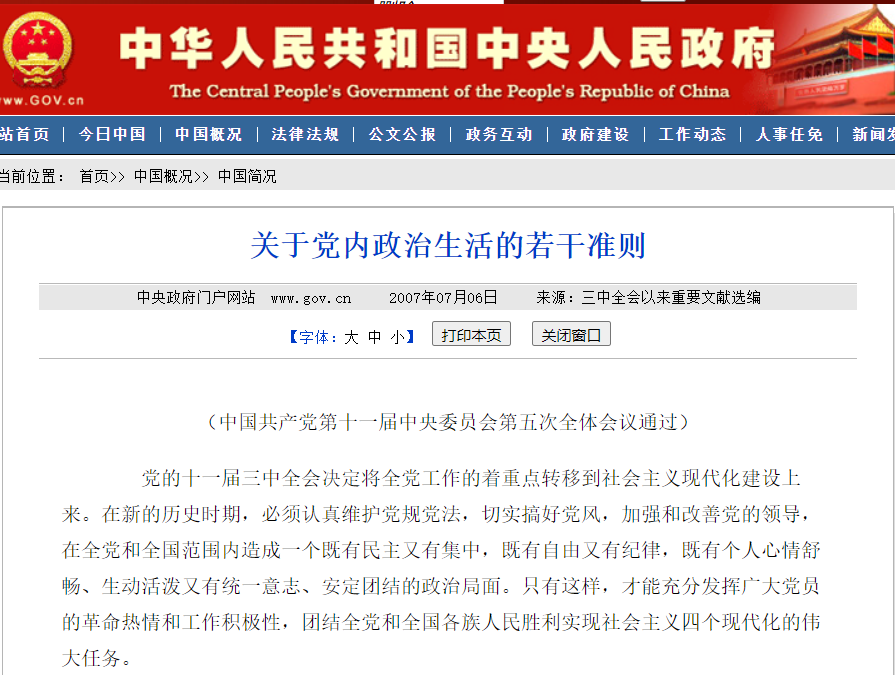 中华人民共和国中央人民政府
The Central People's Government of the People's Republic of China
www.GOV.cn
站首页 | 今日中国 | 中国概况 | 法律法规 | 公文公报 | 政务互动 | 政府建设 | 工作动态 | 人事任免 | 新闻发
当前位置： 首页>> 中国概况>> 中国简况
关于党内政治生活的若干准则
中央政府门户网站 www.gov.cn 2007年07月06日 来源：三中全会以来重要文献选编
【字体：大 中 小】 打印本页 关闭窗口
（中国共产党第十一届中央委员会第五次全体会议通过）
党的十一届三中全会决定将全党工作的着重点转移到社会主义现代化建设上
来。在新的历史时期，必须认真维护党规党法，切实搞好党风，加强和改善党的领导，
在全党和全国范围内造成一个既有民主又有集中，既有自由又有纪律，既有个人心情舒
畅、生动活泼又有统一意志、安定团结的政治局面。只有这样，才能充分发挥广大党员
的革命热情和工作积极性，团结全党和全国各族人民胜利实现社会主义四个现代化的伟
大任务。